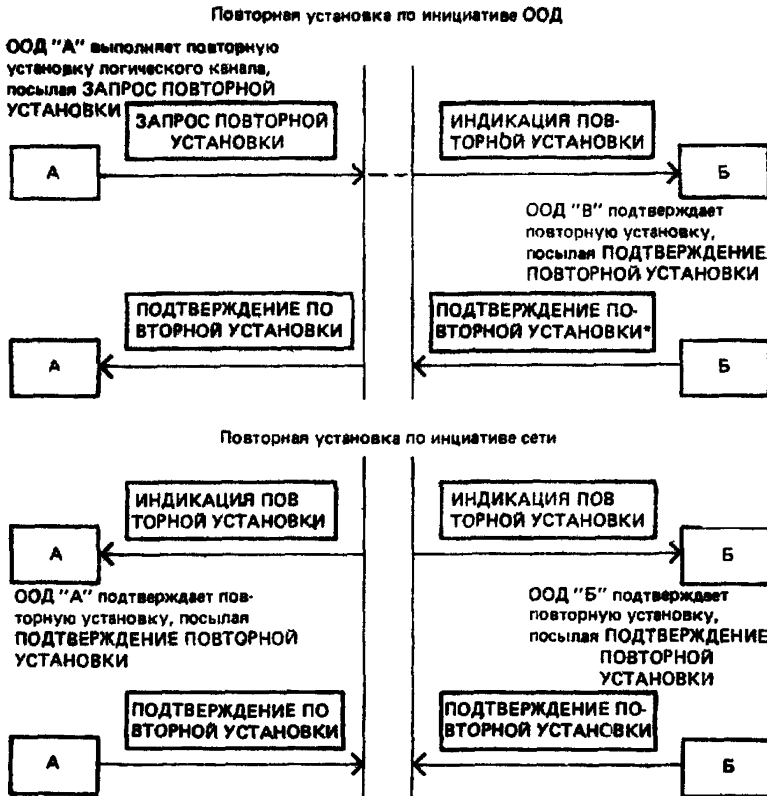 Повторная установка по инициативе ООД
ООД "А" выполняет повторную
установку логического канала,
посылая ЗАПРОС ПОВТОРНОЙ
УСТАНОВКИ
ЗАПРОС ПОВТОРНОЙ
УСТАНОВКИ
ИНДИКАЦИЯ ПОВ-
ТОРНОЙ УСТАНОВКИ
А
Б
ООД "В" подтверждает
повторную установку,
посылая ПОДТВЕРЖДЕНИЕ
ПОВТОРНОЙ УСТАНОВКИ
ПОДТВЕРЖДЕНИЕ ПО
ВТОРНОЙ УСТАНОВКИ
ПОДТВЕРЖДЕНИЕ ПО-
ВТОРНОЙ УСТАНОВКИ*
А
Б
Повторная установка по инциативе сети
ИНДИКАЦИЯ ПОВ
ТОРНОЙ УСТАНОВКИ
ИНДИКАЦИЯ ПОВ
ТОРНОЙ УСТАНОВКИ
А
Б
ООД "А" подтверждает пов-
торную установку, посылая
ПОДТВЕРЖДЕНИЕ ПОВТОРНОЙ
УСТАНОВКИ
ООД "Б" подтверждает
повторную установку,
посылая ПОДТВЕРЖДЕНИЕ
ПОВТОРНОЙ
УСТАНОВКИ
ПОДТВЕРЖДЕНИЕ ПО
ВТОРНОЙ УСТАНОВКИ
ПОДТВЕРЖДЕНИЕ ПО-
ВТОРНОЙ УСТАНОВКИ
А
Б